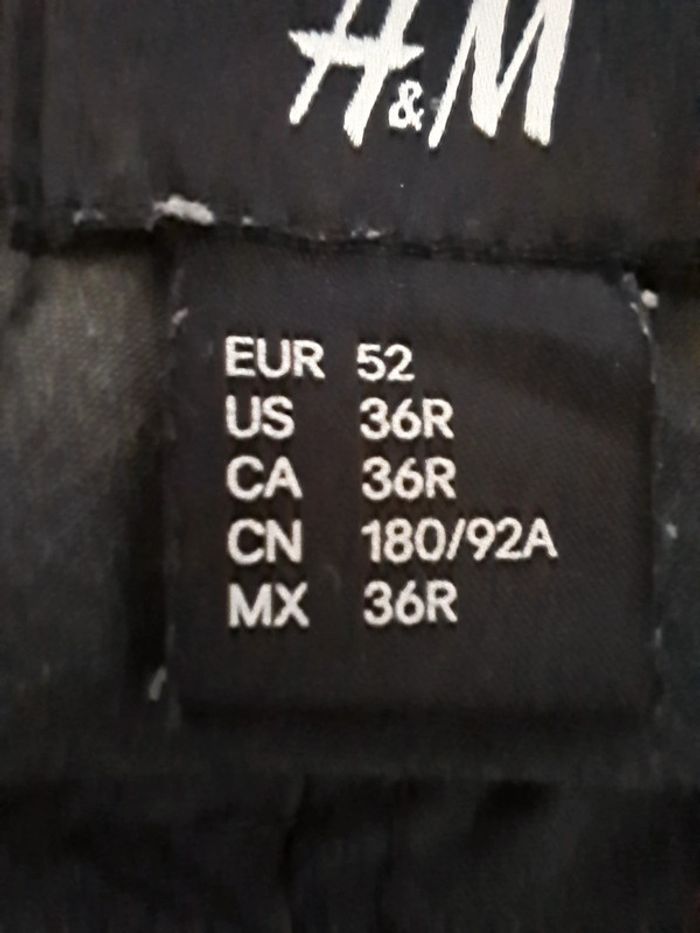 H&M
EUR 52
US 36R
CA 36R
CN 180/92A
MX 36R